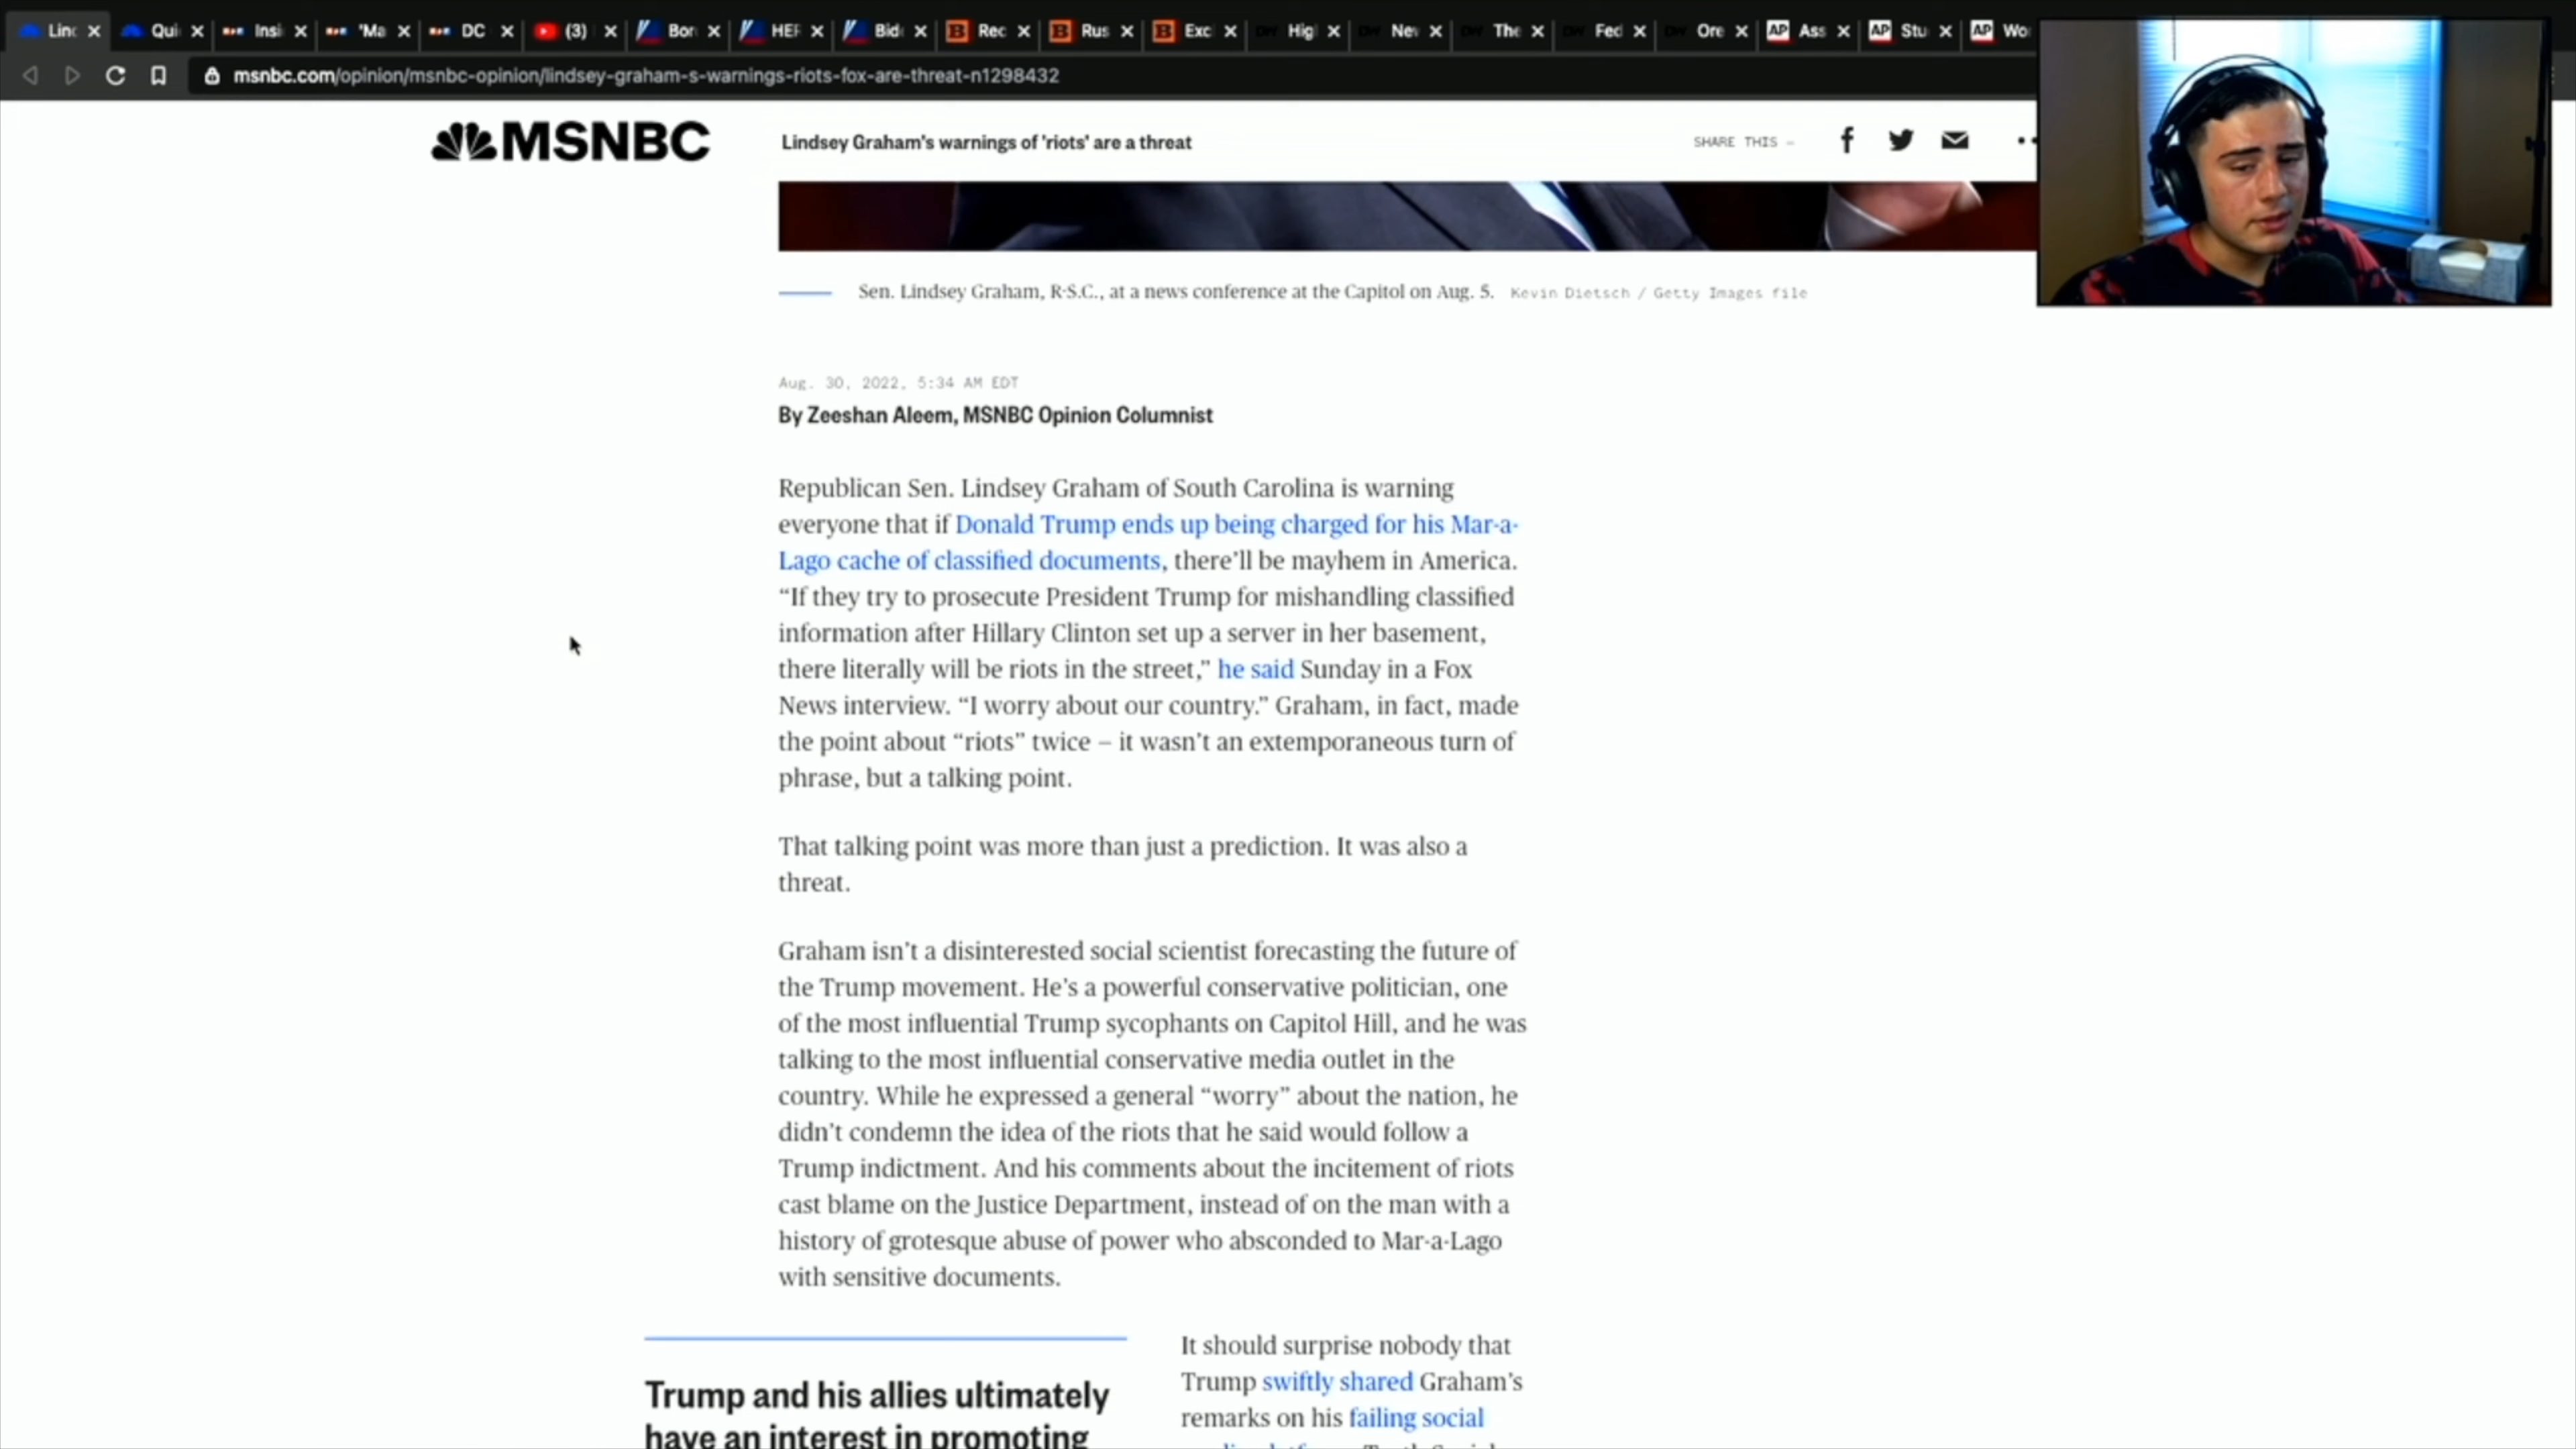 Lind
Qui
Insi
'Ma
DC
(3)
Bor
HER
Bid
B Rec
B Rus
B Exc
Hig
Nev
The
Fed
Ore
AP Ass
AP Stu
AP Wo
msnbc.com/opinion/msnbc-opinion/lindsey-graham-s-warnings-riots-fox-are-threat-n1298432
MSNBC
Lindsey Graham's warnings of 'riots' are a threat
SHARE THIS –
Sen. Lindsey Graham, R-S.C., at a news conference at the Capitol on Aug. 5. Kevin Dietsch / Getty Images file
Aug. 30, 2022, 5:34 AM EDT
By Zeeshan Aleem, MSNBC Opinion Columnist
Republican Sen. Lindsey Graham of South Carolina is warning
everyone that if Donald Trump ends up being charged for his Mar-a-
Lago cache of classified documents, there’ll be mayhem in America.
“If they try to prosecute President Trump for mishandling classified
information after Hillary Clinton set up a server in her basement,
there literally will be riots in the street,” he said Sunday in a Fox
News interview. “I worry about our country.” Graham, in fact, made
the point about “riots” twice – it wasn’t an extemporaneous turn of
phrase, but a talking point.
That talking point was more than just a prediction. It was also a
threat.
Graham isn’t a disinterested social scientist forecasting the future of
the Trump movement. He’s a powerful conservative politician, one
of the most influential Trump sycophants on Capitol Hill, and he was
talking to the most influential conservative media outlet in the
country. While he expressed a general “worry” about the nation, he
didn’t condemn the idea of the riots that he said would follow a
Trump indictment. And his comments about the incitement of riots
cast blame on the Justice Department, instead of on the man with a
history of grotesque abuse of power who absconded to Mar-a-Lago
with sensitive documents.
Trump and his allies ultimately
have an interest in promoting
It should surprise nobody that
Trump swiftly shared Graham’s
remarks on his failing social